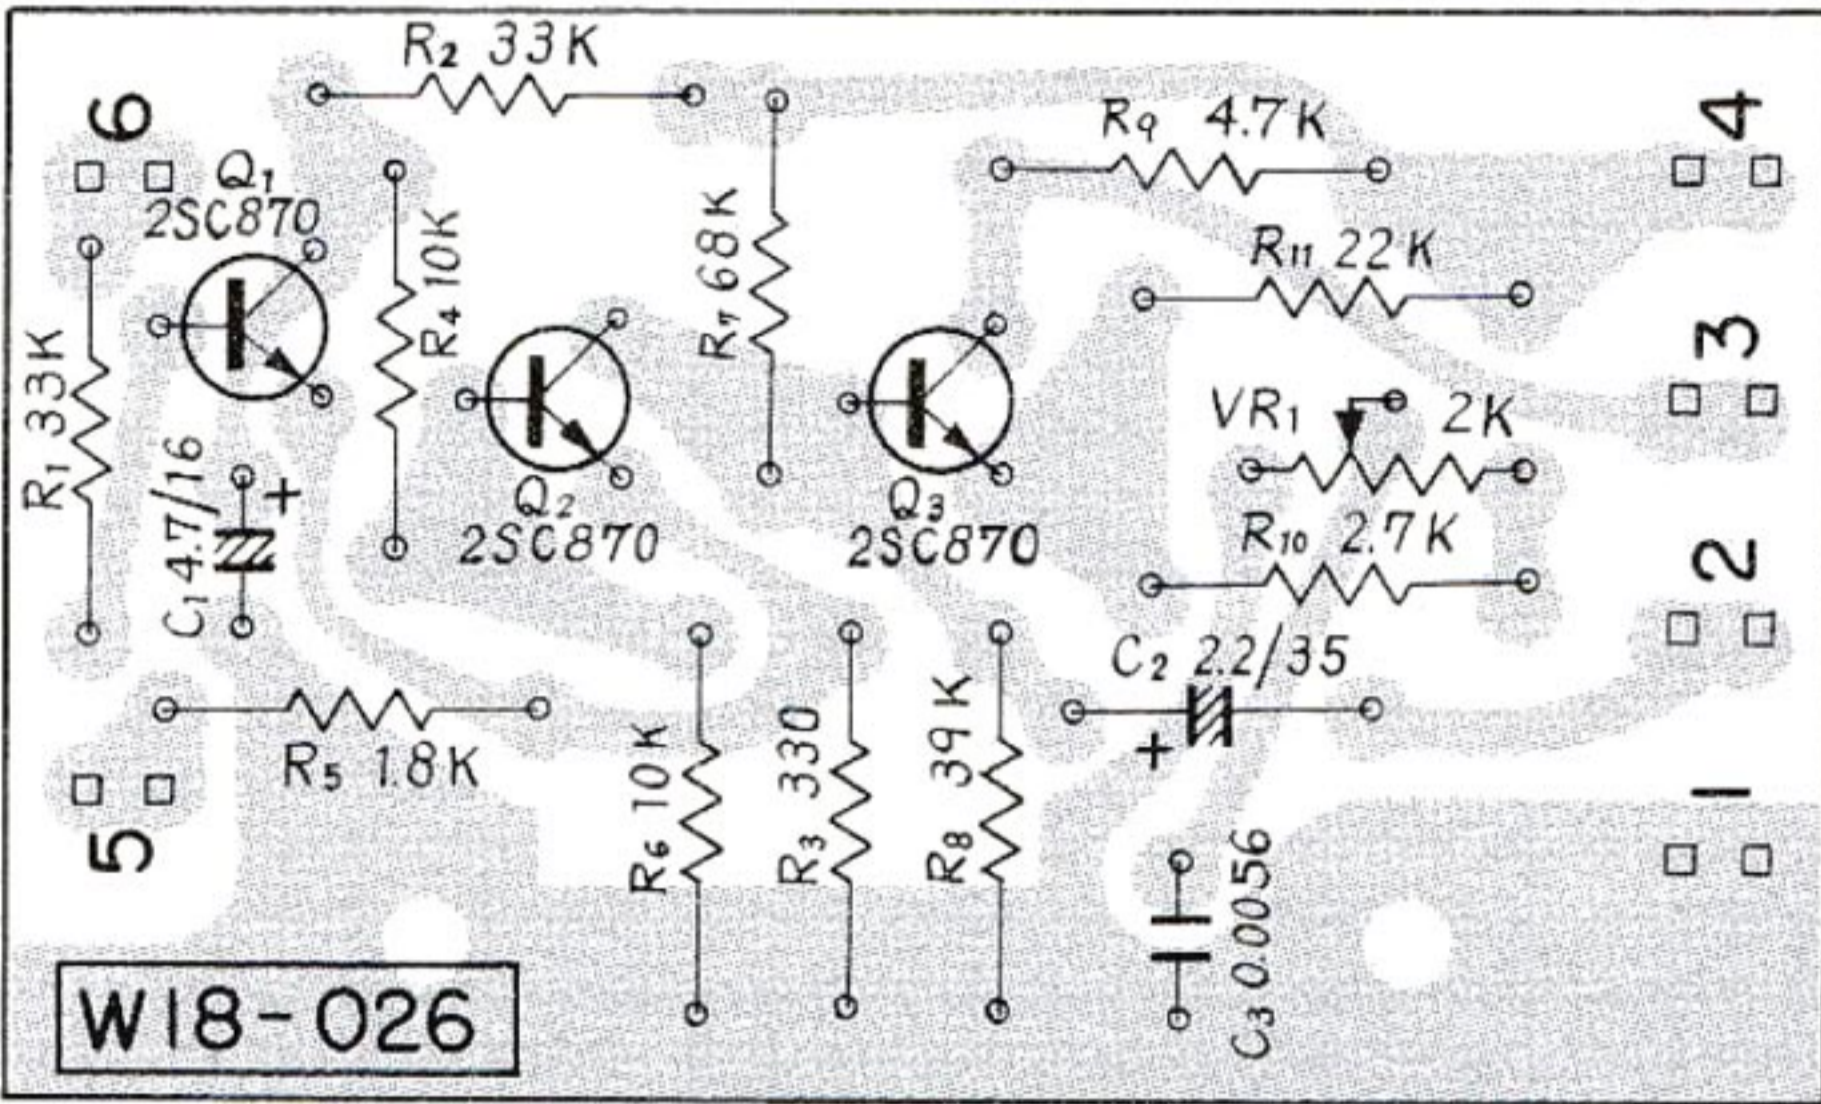 R2 33K
6
4
R9 4.7K
Q1
2SC870
R4 10K
R7 68K
R11 22K
3
R1 33K
VR1 2K
C1 4.7/16
+
Q2
2SC870
Q3
2SC870
R10 2.7K
2
C2 2.2/35
+
R5 1.8K
R6 10K
R3 330
R8 39K
1
5
C3 0.0056
W18-026